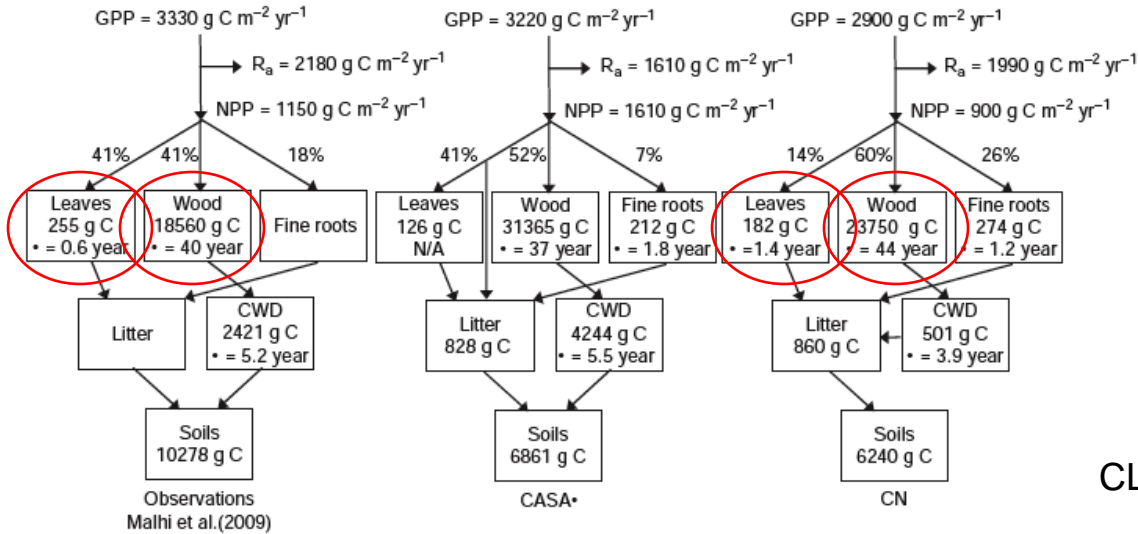 GPP = 3330 g C m⁻² yr⁻¹
Rₐ = 2180 g C m⁻² yr⁻¹
NPP = 1150 g C m⁻² yr⁻¹
41%
41%
18%
Leaves
255 g C
• = 0.6 year
Wood
18560 g C
• = 40 year
Fine roots
Litter
CWD
2421 g C
• = 5.2 year
Soils
10278 g C
Observations
Malhi et al.(2009)
GPP = 3220 g C m⁻² yr⁻¹
Rₐ = 1610 g C m⁻² yr⁻¹
NPP = 1610 g C m⁻² yr⁻¹
41%
52%
7%
Leaves
126 g C
N/A
Wood
31365 g C
• = 37 year
Fine roots
212 g C
• = 1.8 year
Litter
828 g C
CWD
4244 g C
• = 5.5 year
Soils
6861 g C
CASA•
GPP = 2900 g C m⁻² yr⁻¹
Rₐ = 1990 g C m⁻² yr⁻¹
NPP = 900 g C m⁻² yr⁻¹
14%
60%
26%
Leaves
182 g C
• =1.4 year
Wood
23750 g C
• = 44 year
Fine roots
274 g C
• = 1.2 year
Litter
860 g C
CWD
501 g C
• = 3.9 year
Soils
6240 g C
CN
CL